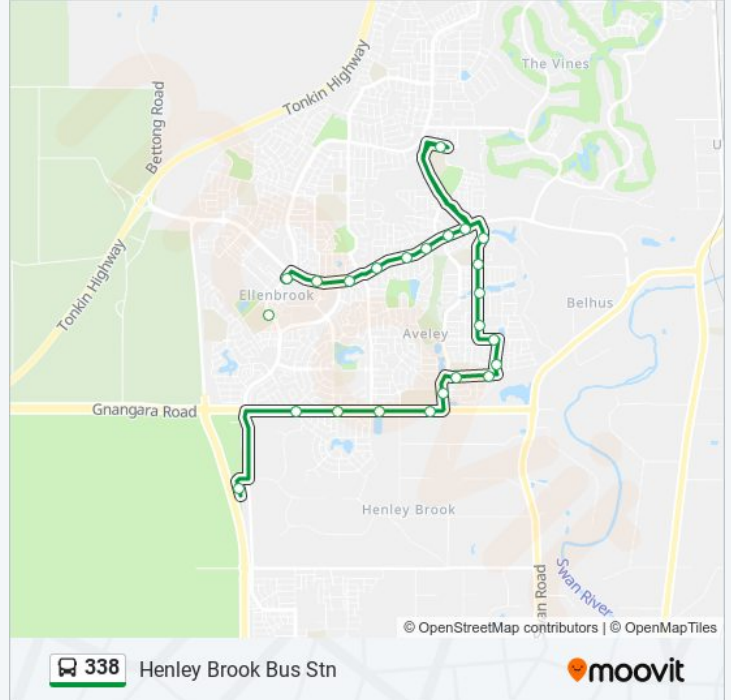 The Vines
Tonkin Highway
Bettong Road
U
Tonkin Highway
Ellenbrook
Belhus
Aveley
Gnangara Road
Henley Brook
Swan River
an Road
© OpenStreetMap contributors | © OpenMapTiles
338 Henley Brook Bus Stn
moovit